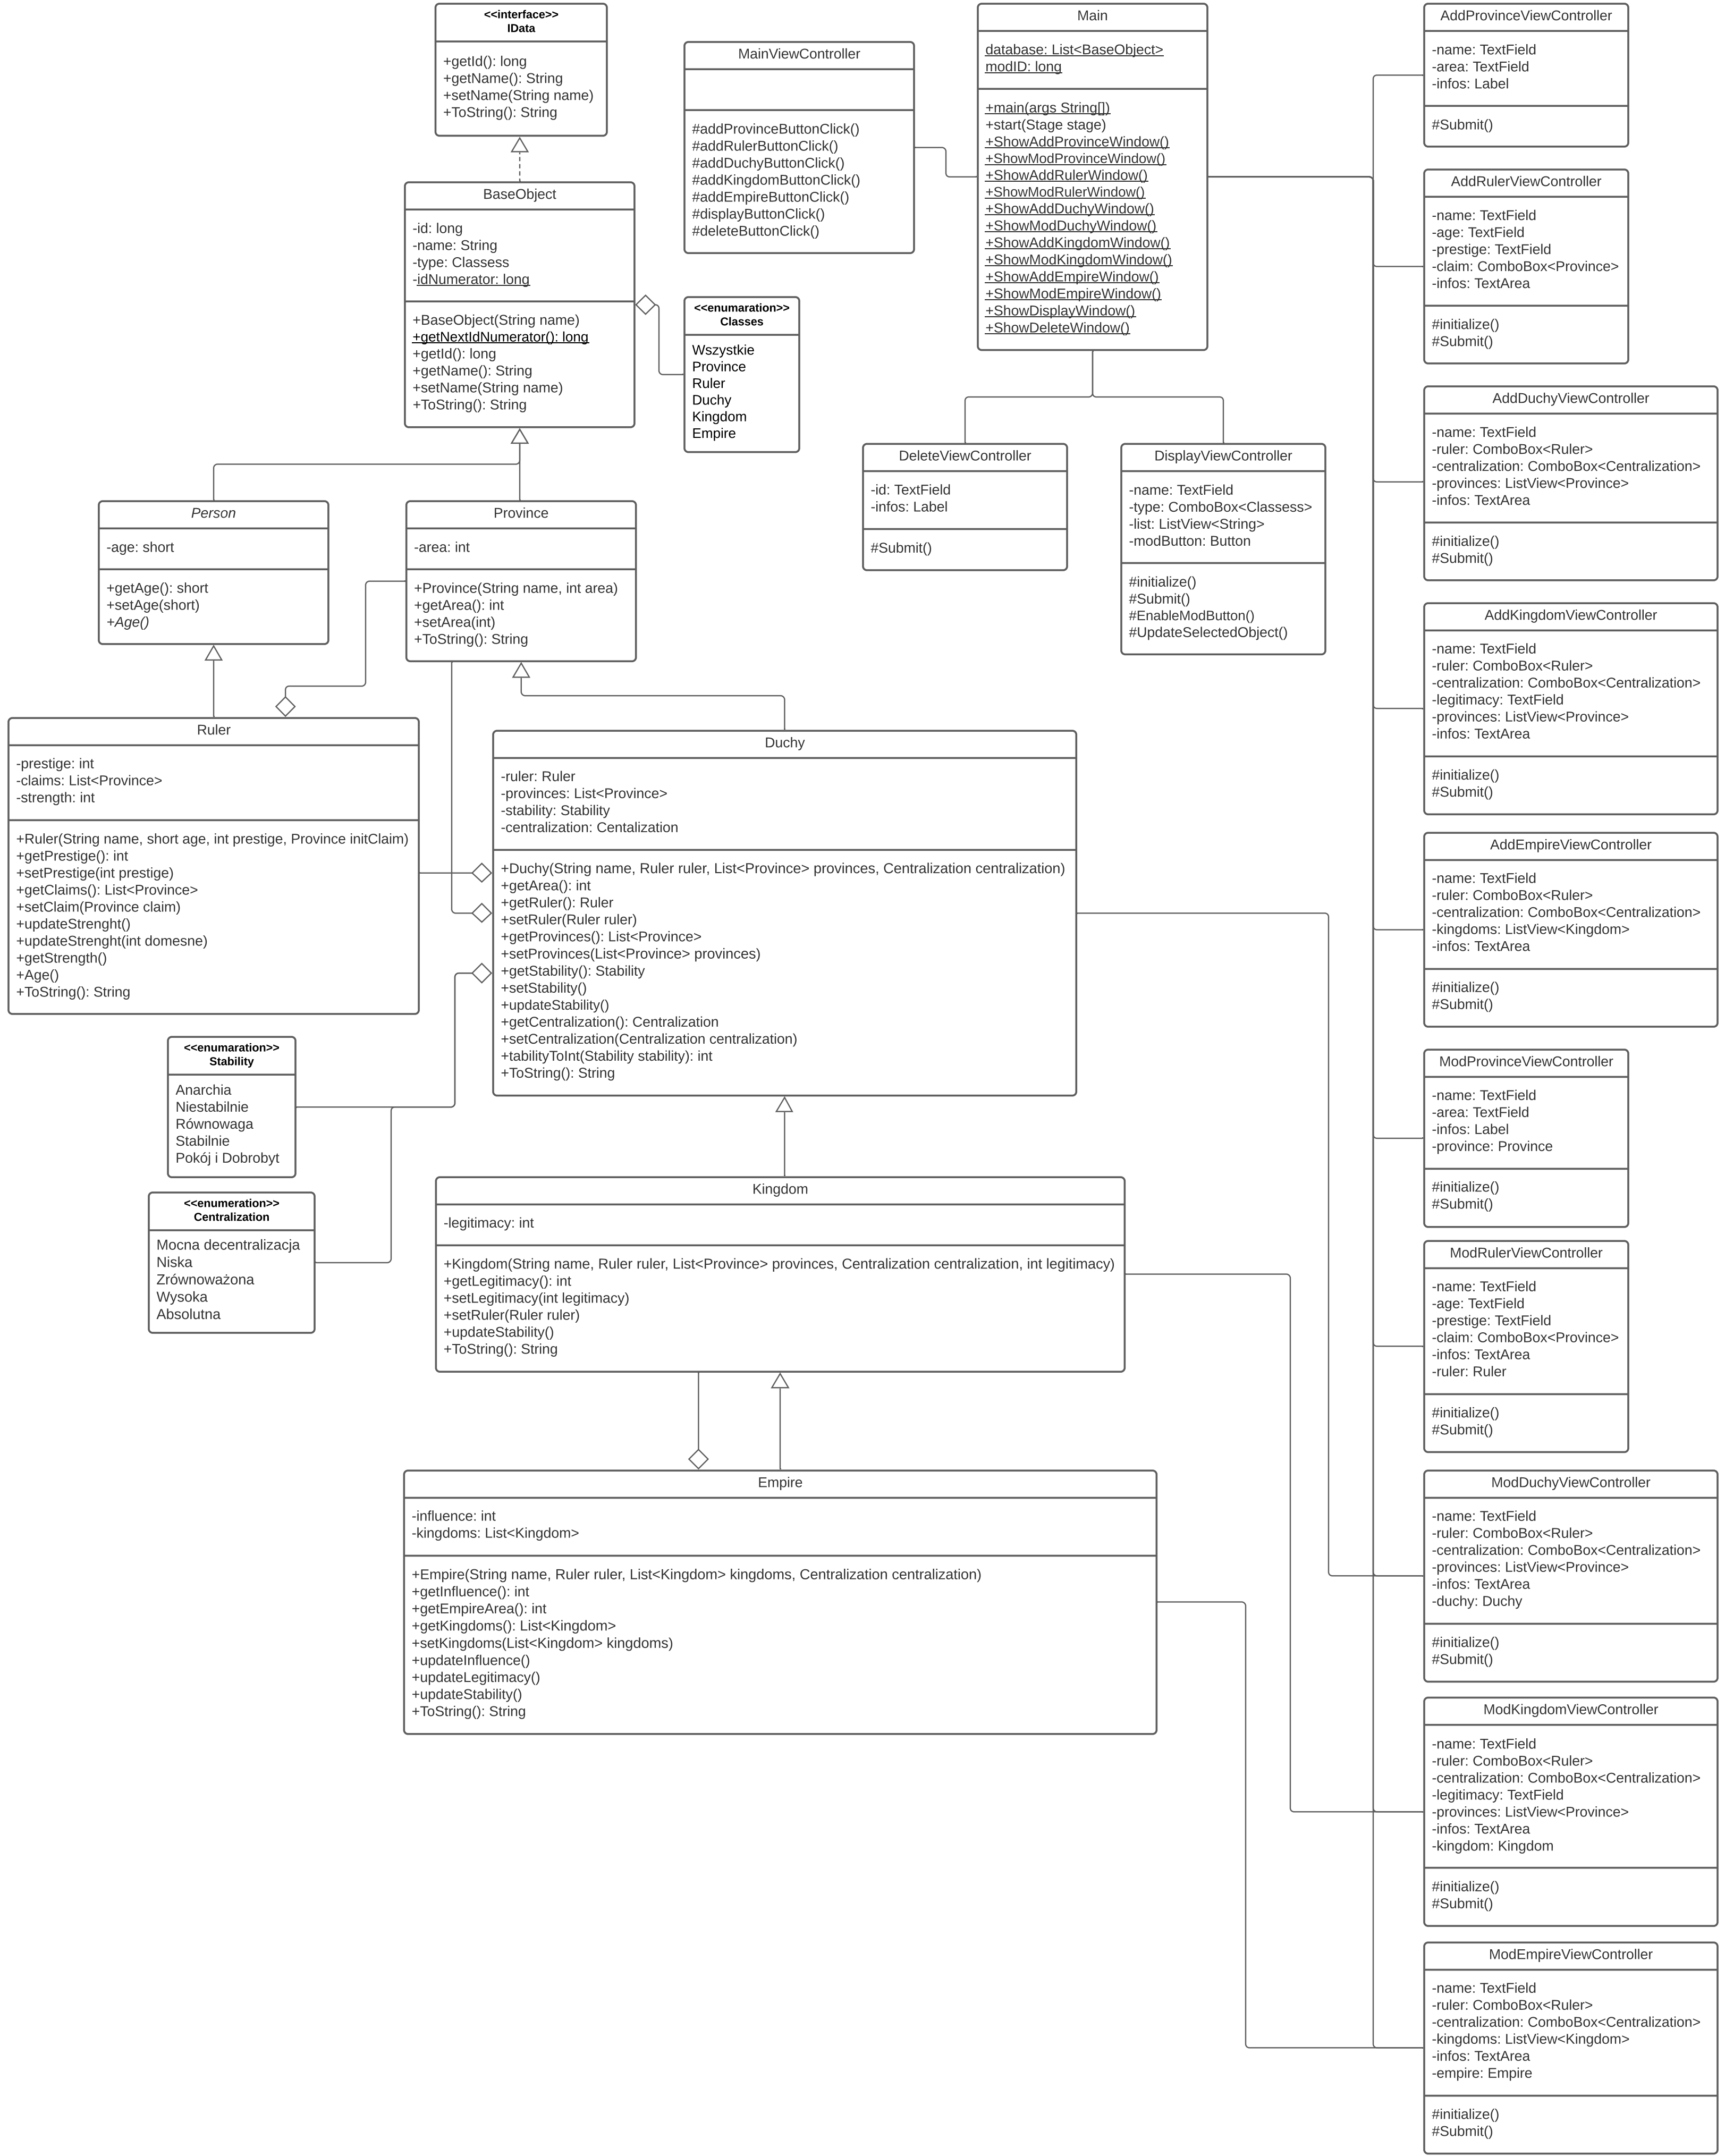 <<interface>>
IData
+getId(): long
+getName(): String
+setName(String name)
+ToString(): String
MainViewController
#addProvinceButtonClick()
#addRulerButtonClick()
#addDuchyButtonClick()
#addKingdomButtonClick()
#addEmpireButtonClick()
#displayButtonClick()
#deleteButtonClick()
Main
database: List<BaseObject>
modID: long
+main(args String[])
+start(Stage stage)
+ShowAddProvinceWindow()
+ShowModProvinceWindow()
+ShowAddRulerWindow()
+ShowModRulerWindow()
+ShowAddDuchyWindow()
+ShowModDuchyWindow()
+ShowAddKingdomWindow()
+ShowModKingdomWindow()
+ShowAddEmpireWindow()
+ShowModEmpireWindow()
+ShowDisplayWindow()
+ShowDeleteWindow()
BaseObject
-id: long
-name: String
-type: Classess
-idNumerator: long
+BaseObject(String name)
+getNextIdNumerator(): long
+getId(): long
+getName(): String
+setName(String name)
+ToString(): String
<<enumaration>>
Classes
Wszystkie
Province
Ruler
Duchy
Kingdom
Empire
DeleteViewController
-id: TextField
-infos: Label
#Submit()
DisplayViewController
-name: TextField
-type: ComboBox<Classess>
-list: ListView<String>
-modButton: Button
#initialize()
#Submit()
#EnableModButton()
#UpdateSelectedObject()
Person
-age: short
+getAge(): short
+setAge(short)
+Age()
Province
-area: int
+Province(String name, int area)
+getArea(): int
+setArea(int)
+ToString(): String
Ruler
-prestige: int
-claims: List<Province>
-strength: int
+Ruler(String name, short age, int prestige, Province initClaim)
+getPrestige(): int
+setPrestige(int prestige)
+getClaims(): List<Province>
+setClaim(Province claim)
+updateStrenght()
+updateStrenght(int domesne)
+getStrength()
+Age()
+ToString(): String
Duchy
-ruler: Ruler
-provinces: List<Province>
-stability: Stability
-centralization: Centalization
+Duchy(String name, Ruler ruler, List<Province> provinces, Centralization centralization)
+getArea(): int
+getRuler(): Ruler
+setRuler(Ruler ruler)
+getProvinces(): List<Province>
+setProvinces(List<Province> provinces)
+getStability(): Stability
+setStability()
+updateStability()
+getCentralization(): Centralization
+setCentralization(Centralization centralization)
+tabilityToInt(Stability stability): int
+ToString(): String
<<enumaration>>
Stability
Anarchia
Niestabilnie
Równowaga
Stabilnie
Pokój i Dobrobyt
<<enumeration>>
Centralization
Mocna decentralizacja
Niska
Zrównoważona
Wysoka
Absolutna
Kingdom
-legitimacy: int
+Kingdom(String name, Ruler ruler, List<Province> provinces, Centralization centralization, int legitimacy)
+getLegitimacy(): int
+setLegitimacy(int legitimacy)
+setRuler(Ruler ruler)
+updateStability()
+ToString(): String
Empire
-influence: int
-kingdoms: List<Kingdom>
+Empire(String name, Ruler ruler, List<Kingdom> kingdoms, Centralization centralization)
+getInfluence(): int
+getEmpireArea(): int
+getKingdoms(): List<Kingdom>
+setKingdoms(List<Kingdom> kingdoms)
+updateInfluence()
+updateLegitimacy()
+updateStability()
+ToString(): String
AddProvinceViewController
-name: TextField
-area: TextField
-infos: Label
#Submit()
AddRulerViewController
-name: TextField
-age: TextField
-prestige: TextField
-claim: ComboBox<Province>
-infos: TextArea
#initialize()
#Submit()
AddDuchyViewController
-name: TextField
-ruler: ComboBox<Ruler>
-centralization: ComboBox<Centralization>
-provinces: ListView<Province>
-infos: TextArea
#initialize()
#Submit()
AddKingdomViewController
-name: TextField
-ruler: ComboBox<Ruler>
-centralization: ComboBox<Centralization>
-legitimacy: TextField
-provinces: ListView<Province>
-infos: TextArea
#initialize()
#Submit()
AddEmpireViewController
-name: TextField
-ruler: ComboBox<Ruler>
-centralization: ComboBox<Centralization>
-kingdoms: ListView<Kingdom>
-infos: TextArea
#initialize()
#Submit()
ModProvinceViewController
-name: TextField
-area: TextField
-infos: Label
-province: Province
#initialize()
#Submit()
ModRulerViewController
-name: TextField
-age: TextField
-prestige: TextField
-claim: ComboBox<Province>
-infos: TextArea
-ruler: Ruler
#initialize()
#Submit()
ModDuchyViewController
-name: TextField
-ruler: ComboBox<Ruler>
-centralization: ComboBox<Centralization>
-provinces: ListView<Province>
-infos: TextArea
-duchy: Duchy
#initialize()
#Submit()
ModKingdomViewController
-name: TextField
-ruler: ComboBox<Ruler>
-centralization: ComboBox<Centralization>
-legitimacy: TextField
-provinces: ListView<Province>
-infos: TextArea
-kingdom: Kingdom
#initialize()
#Submit()
ModEmpireViewController
-name: TextField
-ruler: ComboBox<Ruler>
-centralization: ComboBox<Centralization>
-kingdoms: ListView<Kingdom>
-infos: TextArea
-empire: Empire
#initialize()
#Submit()